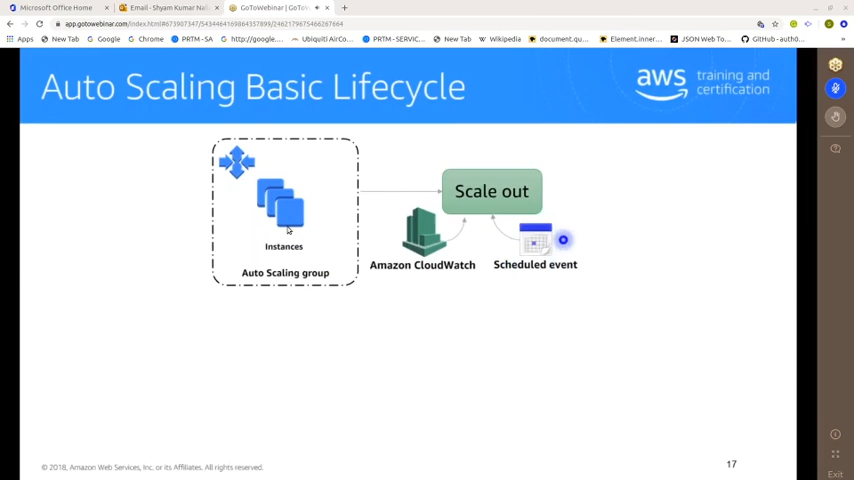 Microsoft Office Home
Email - Shyam Kumar Nal
GoToWebinar | GoTo
app.gotowebinar.com/index.html#673907347/5434464169864357899/2462179675466267664
Apps
New Tab
Google
Chrome
PRTM -SA
http://google....
Ubiquiti AirCo...
PRTM -SERVIC...
New Tab
Wikipedia
document.qu...
Element.inner...
JSON Web To...
GitHub - auth0...
Auto Scaling Basic Lifecycle
aws
training and
certification
Scale out
Instances
Auto Scaling group
Amazon CloudWatch
Scheduled event
© 2018, Amazon Web Services, Inc. or its Affiliates. All rights reserved.
17
Exit